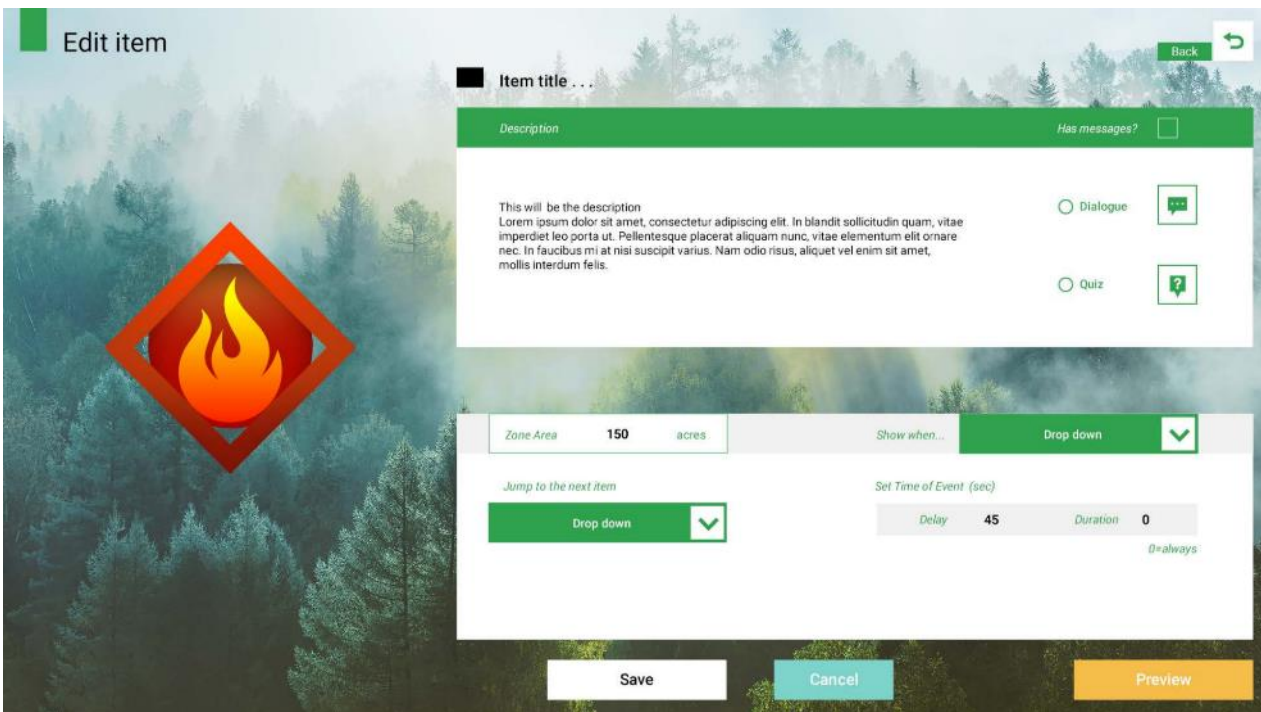 Edit item
Back
Item title . . .
Description
Has messages?
This will be the description
Lorem ipsum dolor sit amet, consectetur adipiscing elit. In blandit sollicitudin quam, vitae
imperdiet leo porta ut. Pellentesque placerat aliquam nunc, vitae elementum elit ornare
nec. In faucibus mi at nisi suscipit varius. Nam odio risus, aliquet vel enim sit amet,
mollis interdum felis.
Dialogue
?
Quiz
Zone Area 150 acres
Show when... Drop down
Jump to the next item
Drop down
Set Time of Event (sec)
Delay 45 Duration 0
0=always
Save
Cancel
Preview